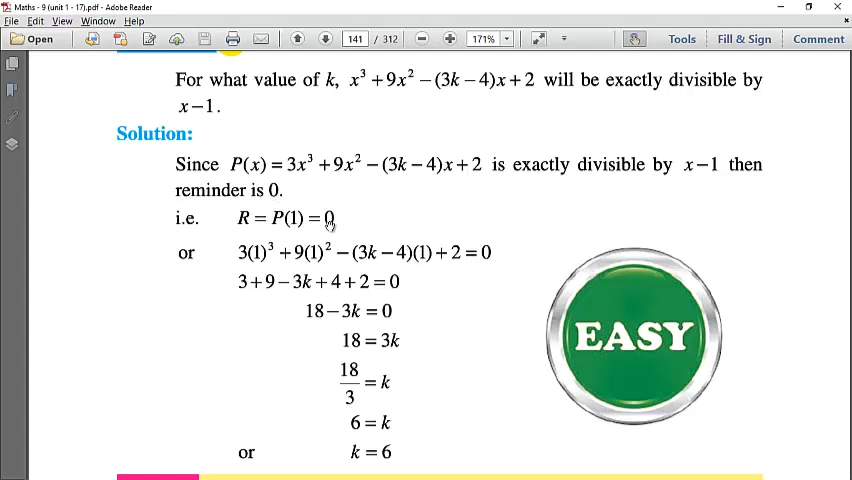 Maths - 9 (unit 1 - 17).pdf - Adobe Reader
File Edit View Window Help
Open 141 / 312 171% Tools Fill & Sign Comment
For what value of k, x³ + 9x² − (3k − 4)x + 2 will be exactly divisible by
x − 1.
Solution:
Since P(x) = 3x³ + 9x² − (3k − 4)x + 2 is exactly divisible by x − 1 then
reminder is 0.
i.e. R = P(1) = 0
or 3(1)³ + 9(1)² − (3k − 4)(1) + 2 = 0
3 + 9 − 3k + 4 + 2 = 0
18 − 3k = 0
18 = 3k
18/3 = k
6 = k
or k = 6
EASY